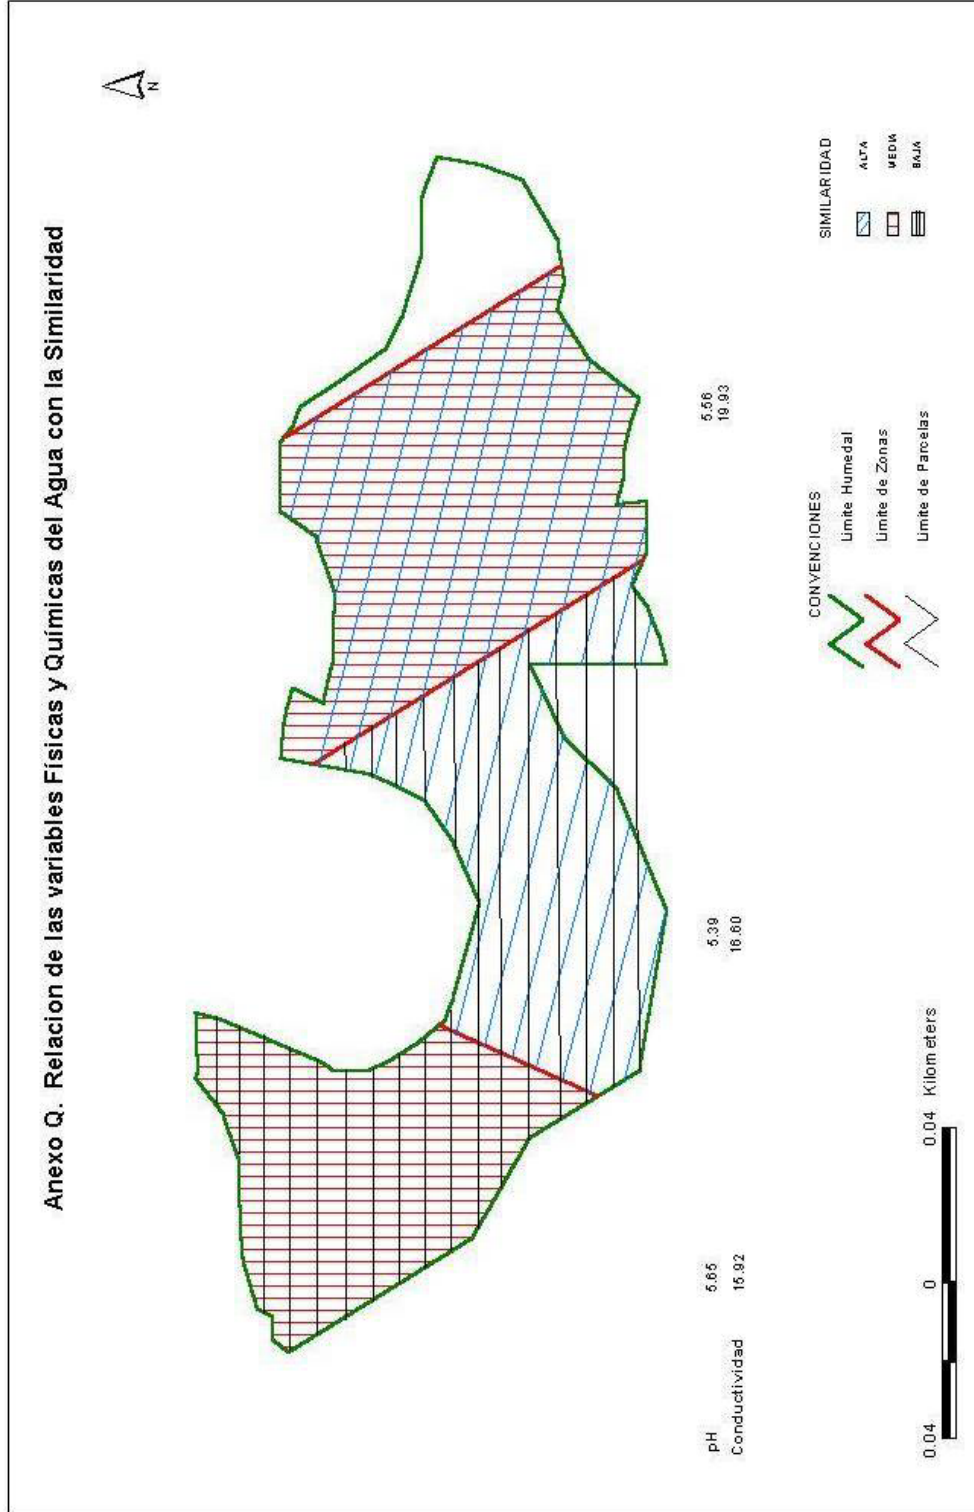 Anexo Q. Relacion de las variables Físicas y Químicas del Agua con la Similaridad
N
pH 5.65 5.39 5.56
Conductividad 15.92 16.60 19.93
CONVENCIONES
Limite Humedal
Limite de Zonas
Limite de Parcelas
SIMILARIDAD
ALTA
MEDIA
BAJA
0.04 0 0.04 Kilometers